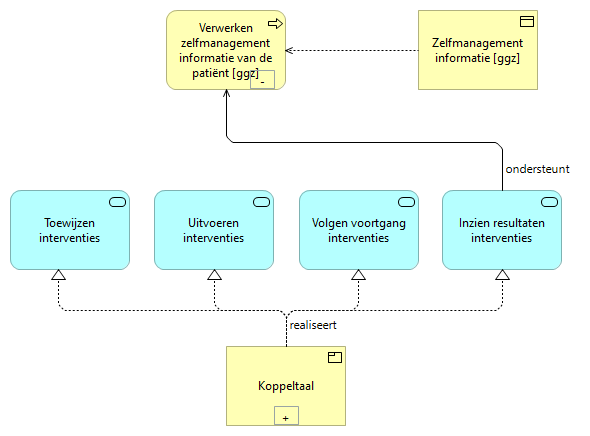 Verwerken
zelfmanagement
informatie van de
patiënt [ggz]
-
Zelfmanagement
informatie [ggz]
ondersteunt
Toewijzen
interventies
Uitvoeren
interventies
Volgen voortgang
interventies
Inzien resultaten
interventies
realiseert
Koppeltaal
+